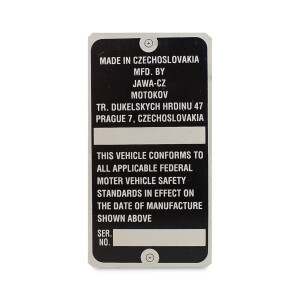 MADE IN CZECHOSLOVAKIA
MFD. BY
JAWA-CZ
MOTOKOV
TR. DUKELSKYCH HRDINU 47
PRAGUE 7, CZECHOSLOVAKIA
THIS VEHICLE CONFORMS TO
ALL APPLICABLE FEDERAL
MOTER VEHICLE SAFETY
STANDARDS IN EFFECT ON
THE DATE OF MANUFACTURE
SHOWN ABOVE
SER.
NO.